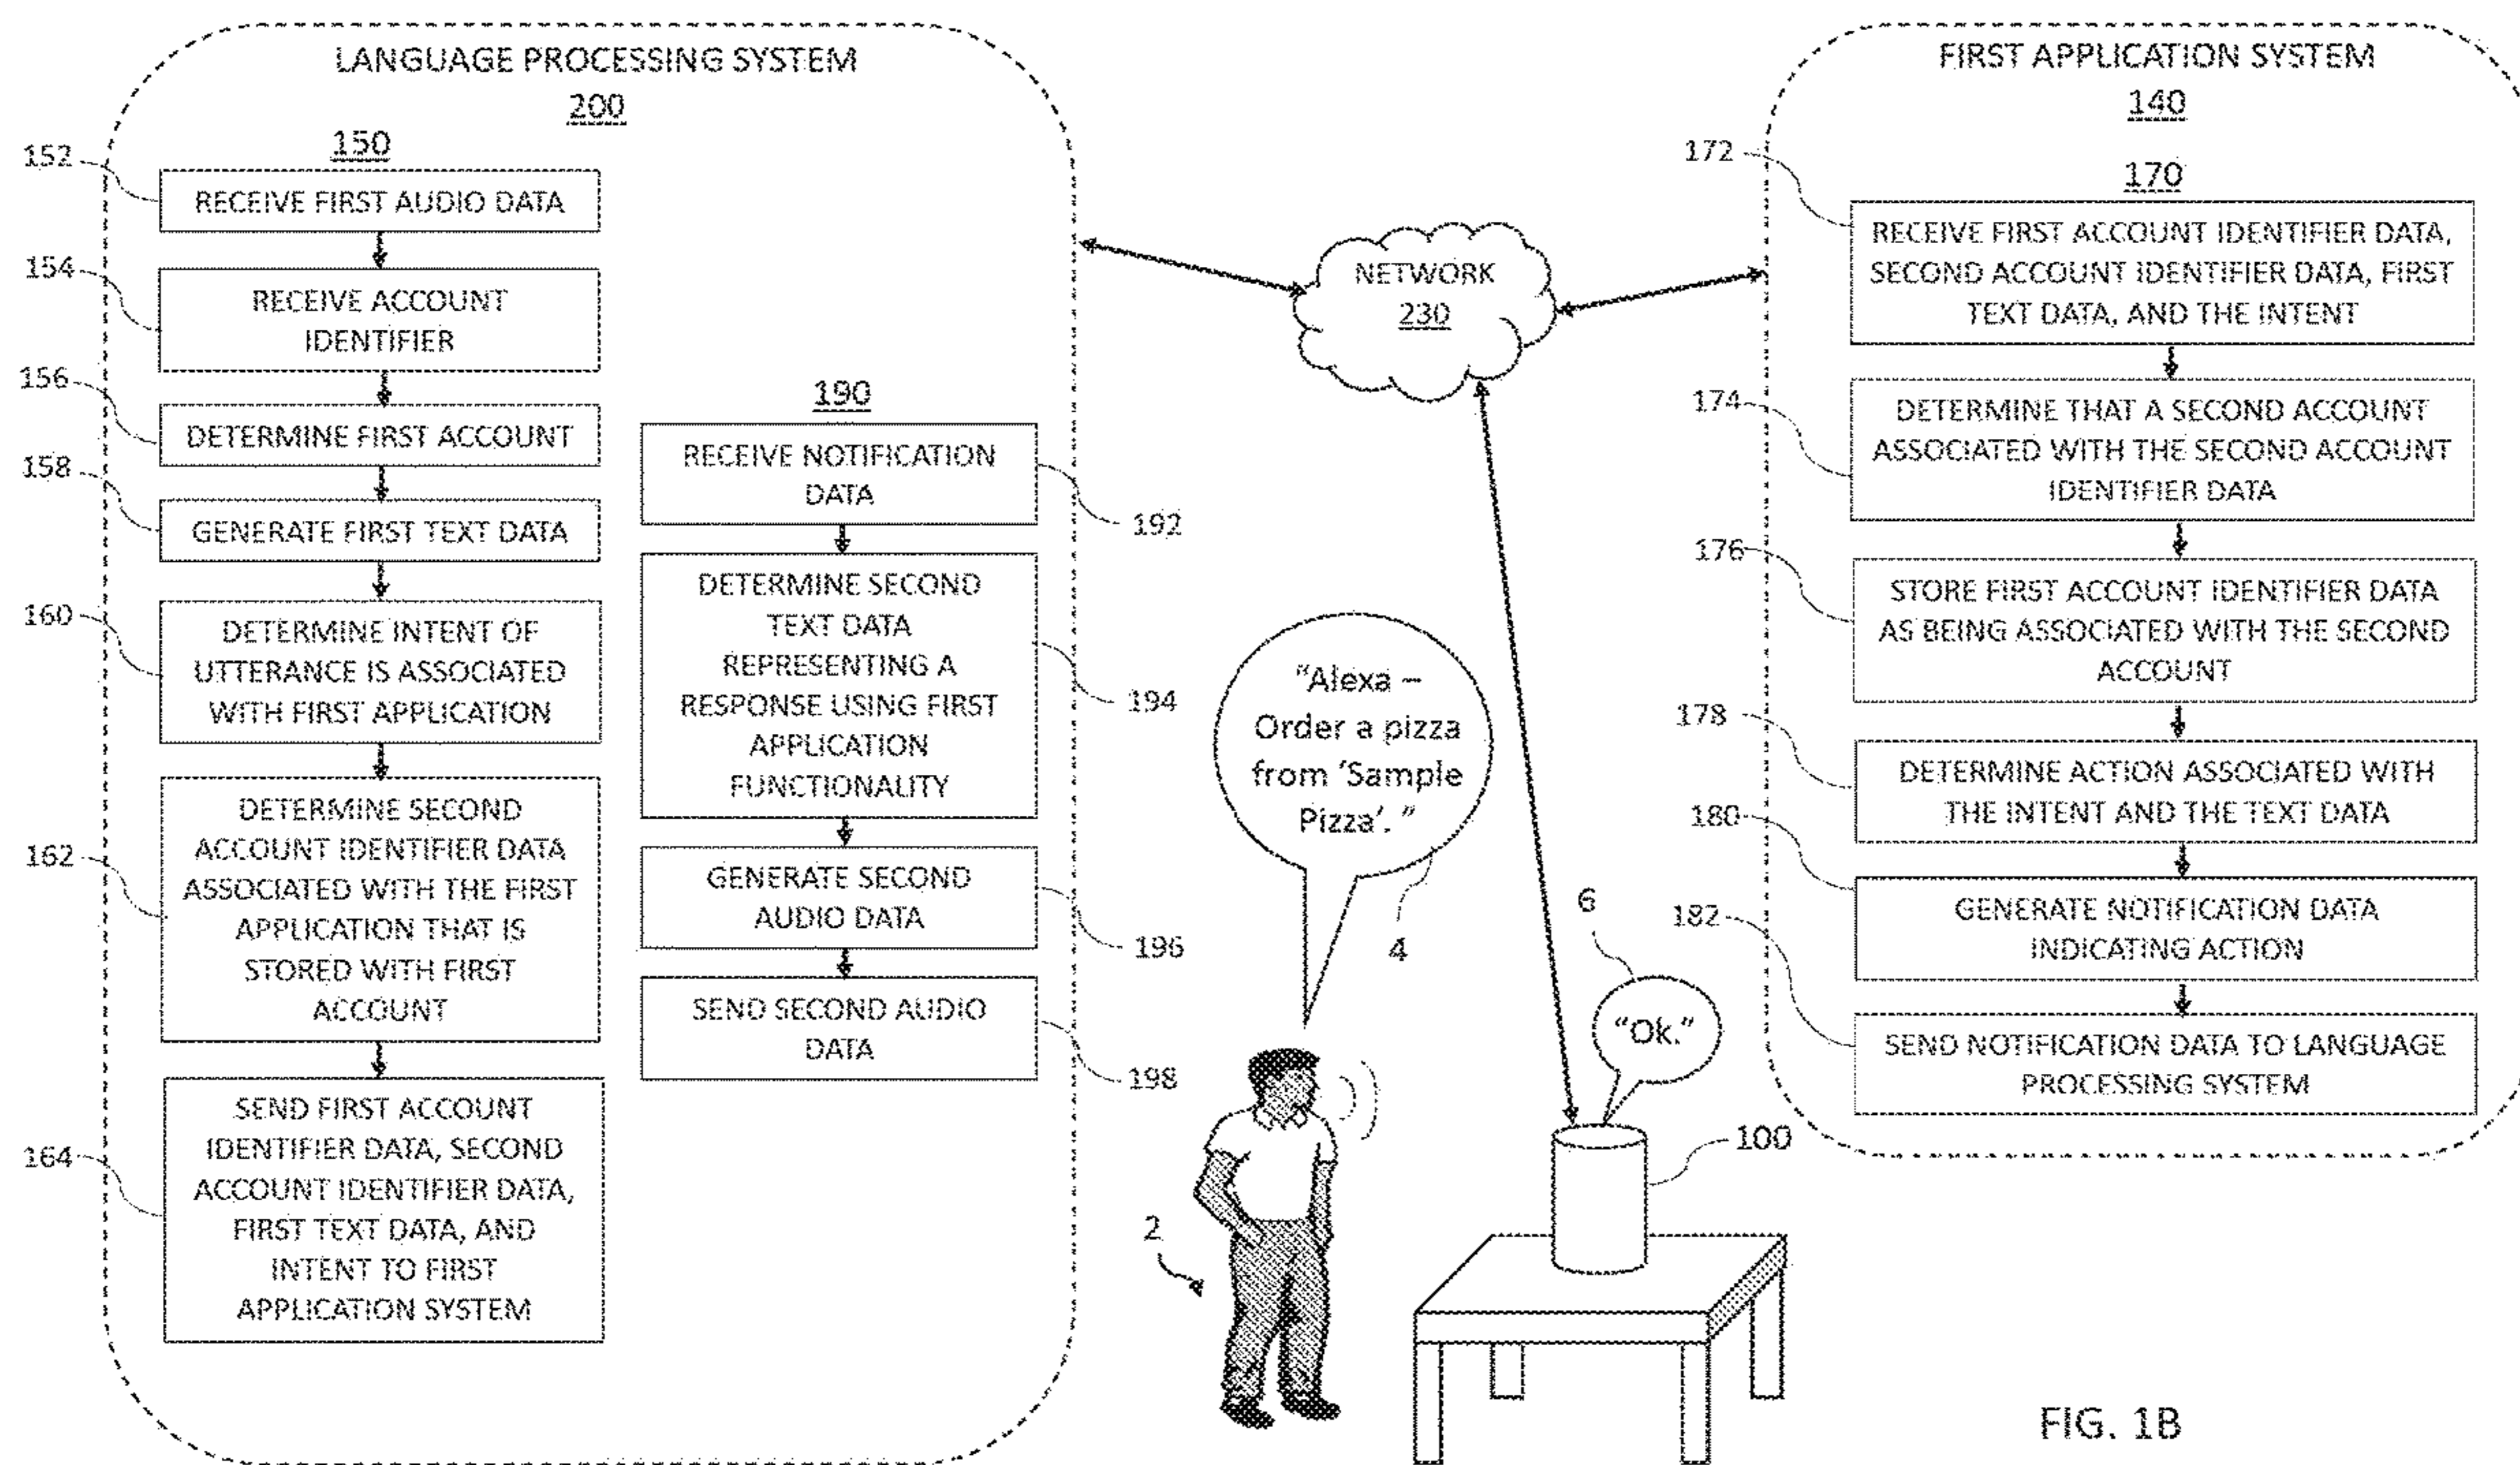 LANGUAGE PROCESSING SYSTEM
200
150
152
RECEIVE FIRST AUDIO DATA
154
RECEIVE ACCOUNT
IDENTIFIER
156
DETERMINE FIRST ACCOUNT
158
GENERATE FIRST TEXT DATA
160
DETERMINE INTENT OF
UTTERANCE IS ASSOCIATED
WITH FIRST APPLICATION
162
DETERMINE SECOND
ACCOUNT IDENTIFIER DATA
ASSOCIATED WITH THE FIRST
APPLICATION THAT IS
STORED WITH FIRST
ACCOUNT
164
SEND FIRST ACCOUNT
IDENTIFIER DATA, SECOND
ACCOUNT IDENTIFIER DATA,
FIRST TEXT DATA, AND
INTENT TO FIRST
APPLICATION SYSTEM
190
RECEIVE NOTIFICATION
DATA
192
DETERMINE SECOND
TEXT DATA
REPRESENTING A
RESPONSE USING FIRST
APPLICATION
FUNCTIONALITY
194
GENERATE SECOND
AUDIO DATA
196
SEND SECOND AUDIO
DATA
198
NETWORK
230
"Alexa –
Order a pizza
from 'Sample
Pizza'. "
4
6
"Ok."
100
2
FIRST APPLICATION SYSTEM
140
170
172
RECEIVE FIRST ACCOUNT IDENTIFIER DATA,
SECOND ACCOUNT IDENTIFIER DATA, FIRST
TEXT DATA, AND THE INTENT
174
DETERMINE THAT A SECOND ACCOUNT
ASSOCIATED WITH THE SECOND ACCOUNT
IDENTIFIER DATA
176
STORE FIRST ACCOUNT IDENTIFIER DATA
AS BEING ASSOCIATED WITH THE SECOND
ACCOUNT
178
DETERMINE ACTION ASSOCIATED WITH
THE INTENT AND THE TEXT DATA
180
GENERATE NOTIFICATION DATA
INDICATING ACTION
182
SEND NOTIFICATION DATA TO LANGUAGE
PROCESSING SYSTEM
FIG. 1B